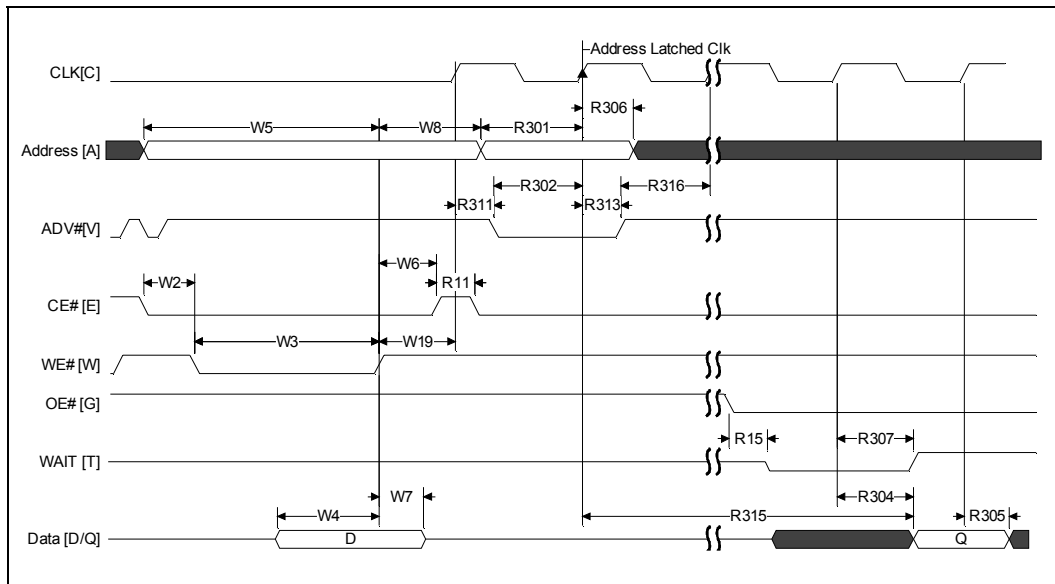 Address Latched Clk
CLK[C]
R306
W5
W8
R301
Address [A]
R302
R316
R311
R313
ADV#[V]
W6
W2
R11
CE# [E]
W3
W19
WE# [W]
OE# [G]
R15
R307
WAIT [T]
W7
R304
W4
R315
R305
Data [D/Q]
D
Q